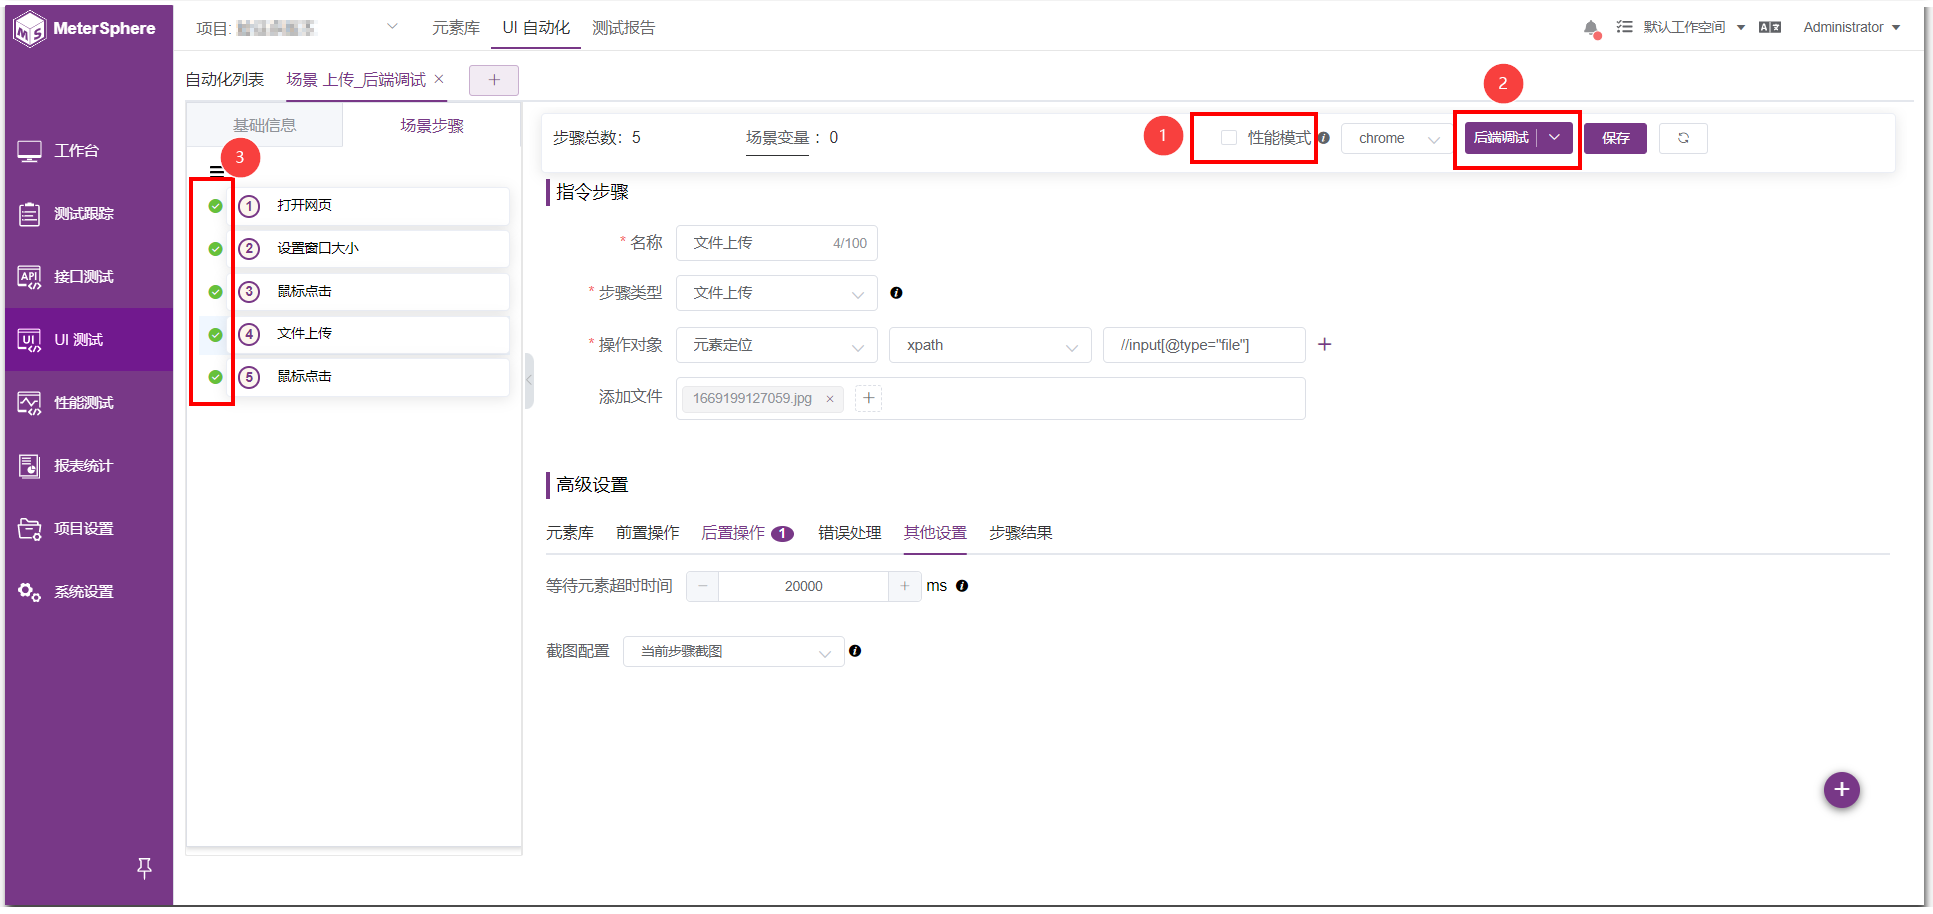 MeterSphere
项目:
元素库
UI 自动化
测试报告
默认工作空间
Administrator
自动化列表
场景 上传_后端调试 ×
+
工作台
测试跟踪
接口测试
UI 测试
性能测试
报表统计
项目设置
系统设置
基础信息
场景步骤
3
1 打开网页
2 设置窗口大小
3 鼠标点击
4 文件上传
5 鼠标点击
步骤总数: 5
场景变量 : 0
1
性能模式
chrome
2
后端调试
保存
指令步骤
* 名称 文件上传 4/100
* 步骤类型 文件上传
* 操作对象 元素定位 xpath //input[@type="file"] +
添加文件 1669199127059.jpg × +
高级设置
元素库 前置操作 后置操作 1 错误处理 其他设置 步骤结果
等待元素超时时间 − 20000 + ms
截图配置 当前步骤截图
+